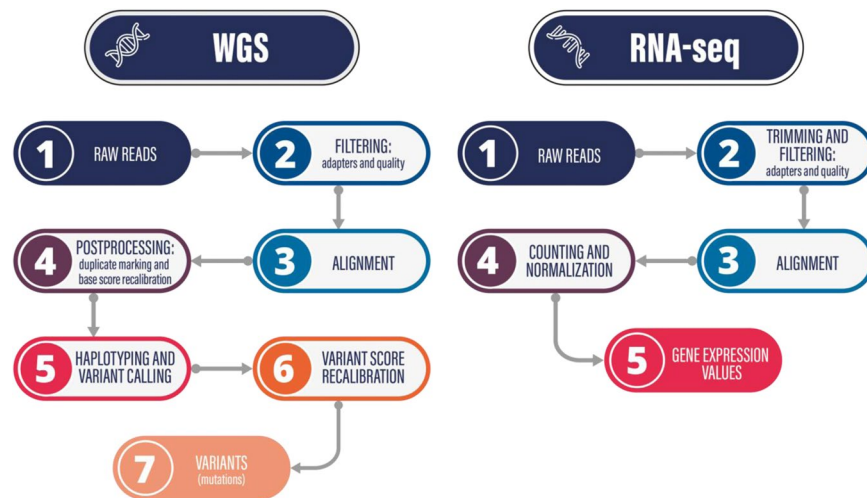 WGS
1
RAW READS
2
FILTERING:
adapters and quality
4
POSTPROCESSING:
duplicate marking and
base score recalibration
3
ALIGNMENT
5
HAPLOTYPING AND
VARIANT CALLING
6
VARIANT SCORE
RECALIBRATION
7
VARIANTS
(mutations)
RNA-seq
1
RAW READS
2
TRIMMING AND
FILTERING:
adapters and quality
4
COUNTING AND
NORMALIZATION
3
ALIGNMENT
5
GENE EXPRESSION
VALUES